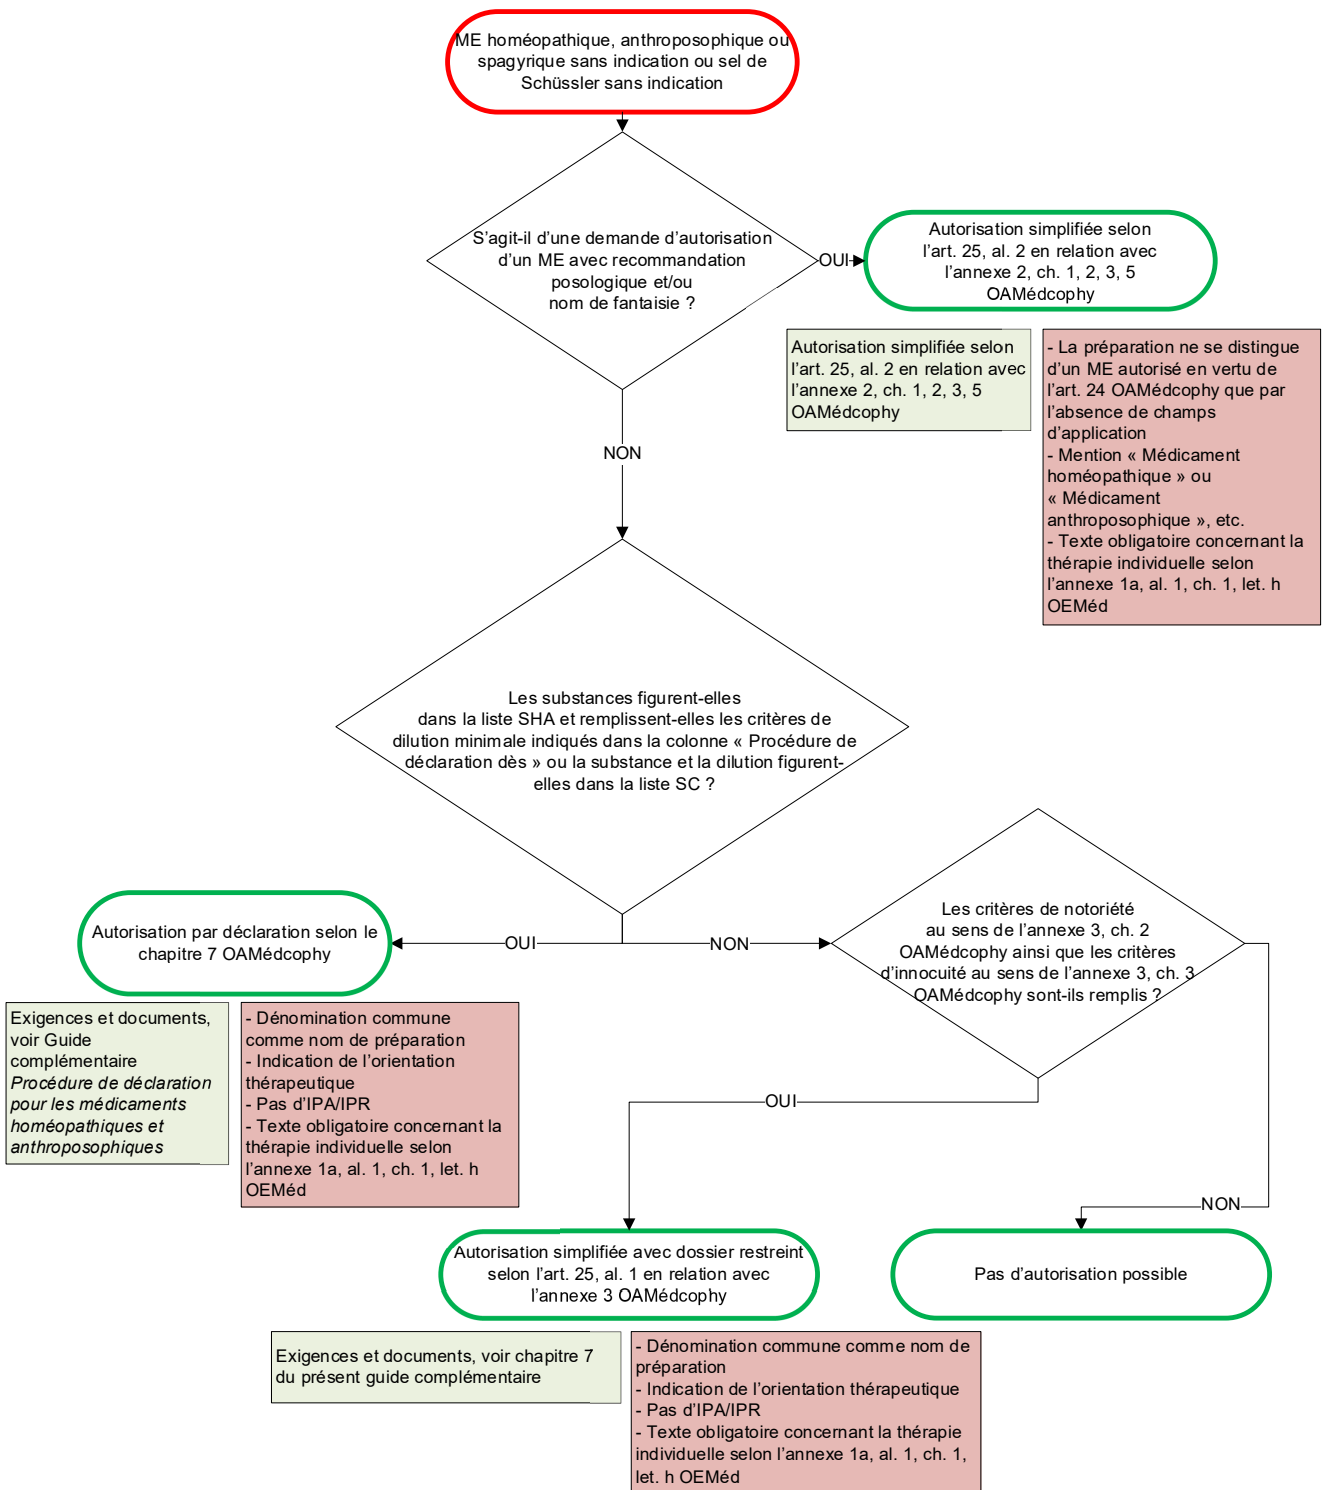 ME homéopathique, anthroposophique ou
spagyrique sans indication ou sel de
Schüssler sans indication
S’agit-il d’une demande d’autorisation
d’un ME avec recommandation
posologique et/ou
nom de fantaisie ?
OUI
Autorisation simplifiée selon
l’art. 25, al. 2 en relation avec
l’annexe 2, ch. 1, 2, 3, 5
OAMédcophy
Autorisation simplifiée selon
l’art. 25, al. 2 en relation avec
l’annexe 2, ch. 1, 2, 3, 5
OAMédcophy
- La préparation ne se distingue
d’un ME autorisé en vertu de
l’art. 24 OAMédcophy que par
l’absence de champs
d’application
- Mention « Médicament
homéopathique » ou
« Médicament
anthroposophique », etc.
- Texte obligatoire concernant la
thérapie individuelle selon
l’annexe 1a, al. 1, ch. 1, let. h
OEMéd
NON
Les substances figurent-elles
dans la liste SHA et remplissent-elles les critères de
dilution minimale indiqués dans la colonne « Procédure de
déclaration dès » ou la substance et la dilution figurent-
elles dans la liste SC ?
OUI
NON
Autorisation par déclaration selon le
chapitre 7 OAMédcophy
Exigences et documents,
voir Guide
complémentaire
Procédure de déclaration
pour les médicaments
homéopathiques et
anthroposophiques
- Dénomination commune
comme nom de préparation
- Indication de l’orientation
thérapeutique
- Pas d’IPA/IPR
- Texte obligatoire concernant la
thérapie individuelle selon
l’annexe 1a, al. 1, ch. 1, let. h
OEMéd
Les critères de notoriété
au sens de l’annexe 3, ch. 2
OAMédcophy ainsi que les critères
d’innocuité au sens de l’annexe 3, ch. 3
OAMédcophy sont-ils remplis ?
OUI
NON
Autorisation simplifiée avec dossier restreint
selon l’art. 25, al. 1 en relation avec
l’annexe 3 OAMédcophy
Pas d’autorisation possible
Exigences et documents, voir chapitre 7
du présent guide complémentaire
- Dénomination commune comme nom de
préparation
- Indication de l’orientation thérapeutique
- Pas d’IPA/IPR
- Texte obligatoire concernant la thérapie
individuelle selon l’annexe 1a, al. 1, ch. 1,
let. h OEMéd